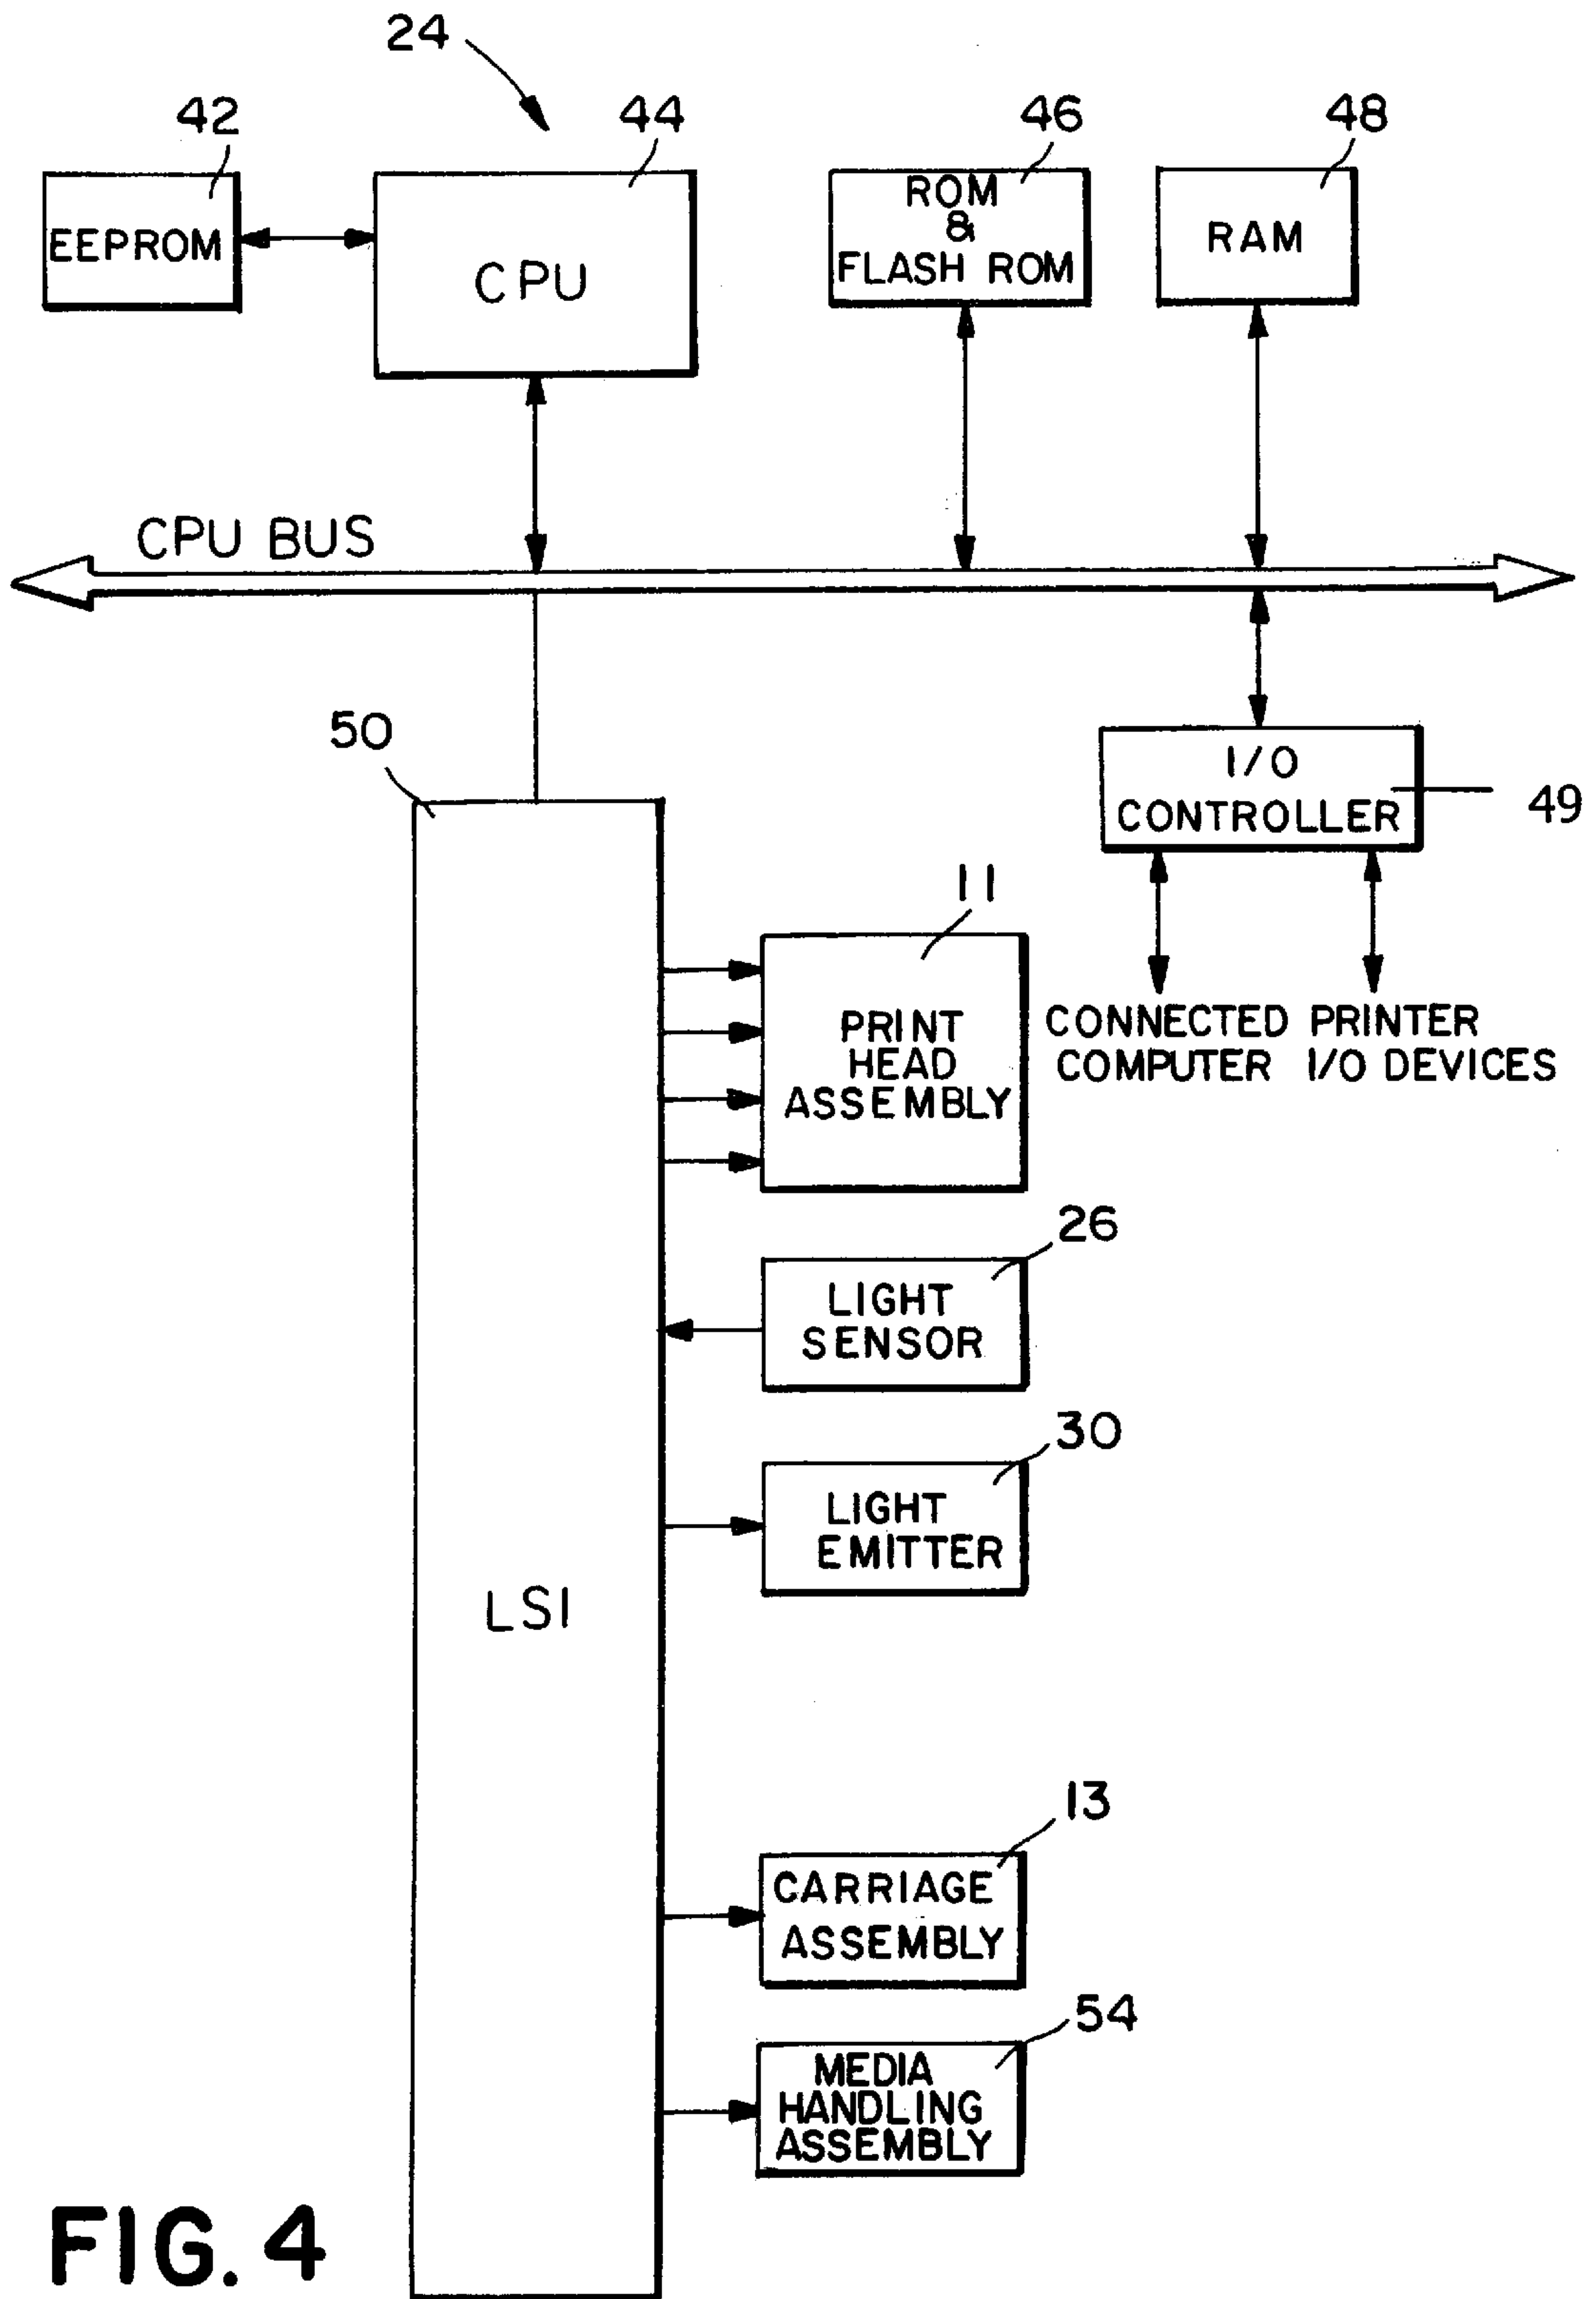 24
42
44
46
48
EEPROM
CPU
ROM
&
FLASH ROM
RAM
CPU BUS
50
I/O
CONTROLLER
49
11
PRINT
HEAD
ASSEMBLY
CONNECTED
COMPUTER
PRINTER
I/O DEVICES
26
LIGHT
SENSOR
30
LIGHT
EMITTER
LSI
13
CARRIAGE
ASSEMBLY
54
MEDIA
HANDLING
ASSEMBLY
FIG. 4